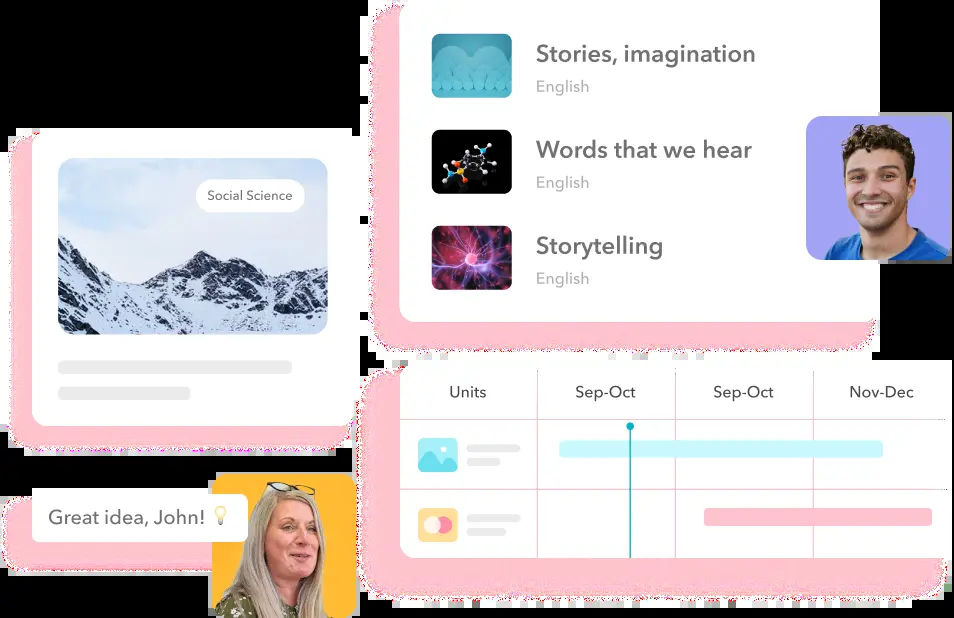 Stories, imagination
English
Words that we hear
English
Storytelling
English
Social Science
Units
Sep-Oct
Sep-Oct
Nov-Dec
Great idea, John!